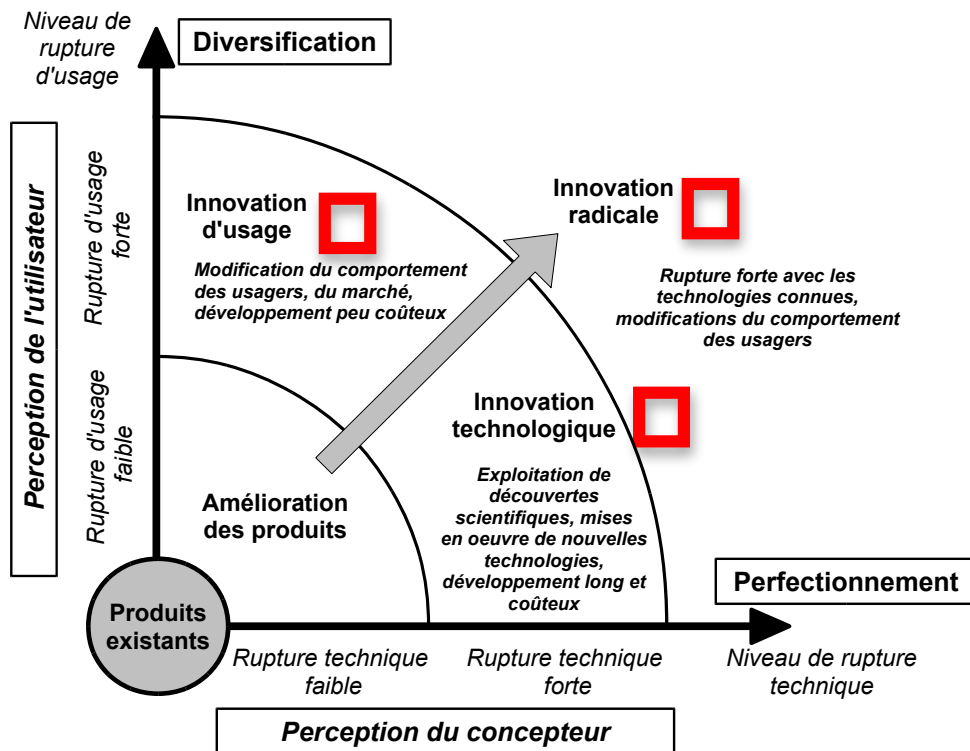 Niveau de
rupture
d'usage
Diversification
Perception de l'utilisateur
Rupture d'usage
forte
Rupture d'usage
faible
Innovation
d'usage
Modification du comportement
des usagers, du marché,
développement peu coûteux
Innovation
radicale
Rupture forte avec les
technologies connues,
modifications du comportement
des usagers
Innovation
technologique
Exploitation de
découvertes
scientifiques, mises
en oeuvre de nouvelles
technologies,
développement long et
coûteux
Amélioration
des produits
Produits
existants
Perfectionnement
Rupture technique
faible
Rupture technique
forte
Niveau de rupture
technique
Perception du concepteur